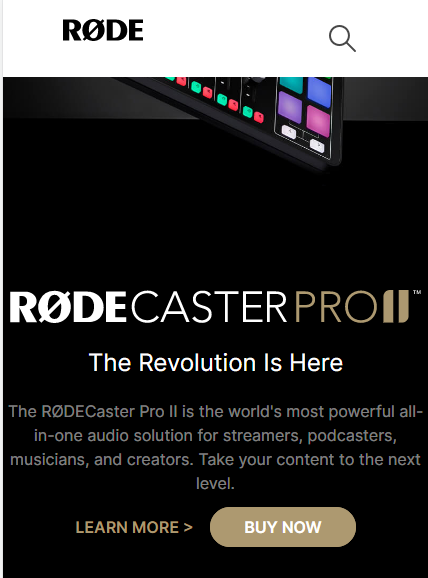 RØDE
RØDECASTER PRO II™
The Revolution Is Here
The RØDECaster Pro II is the world's most powerful all-
in-one audio solution for streamers, podcasters,
musicians, and creators. Take your content to the next
level.
LEARN MORE >
BUY NOW